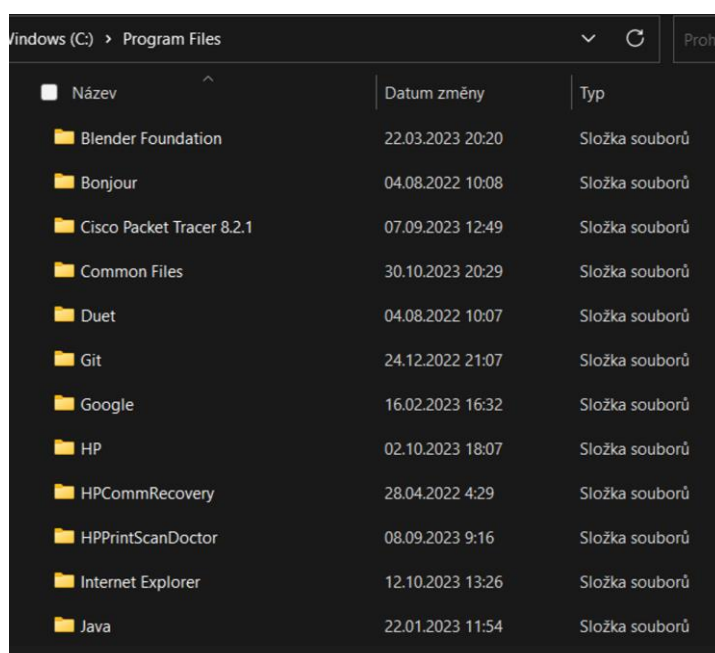 Windows (C:) > Program Files Proh
Název Datum změny Typ
Blender Foundation 22.03.2023 20:20 Složka souborů
Bonjour 04.08.2022 10:08 Složka souborů
Cisco Packet Tracer 8.2.1 07.09.2023 12:49 Složka souborů
Common Files 30.10.2023 20:29 Složka souborů
Duet 04.08.2022 10:07 Složka souborů
Git 24.12.2022 21:07 Složka souborů
Google 16.02.2023 16:32 Složka souborů
HP 02.10.2023 18:07 Složka souborů
HPCommRecovery 28.04.2022 4:29 Složka souborů
HPPrintScanDoctor 08.09.2023 9:16 Složka souborů
Internet Explorer 12.10.2023 13:26 Složka souborů
Java 22.01.2023 11:54 Složka souborů